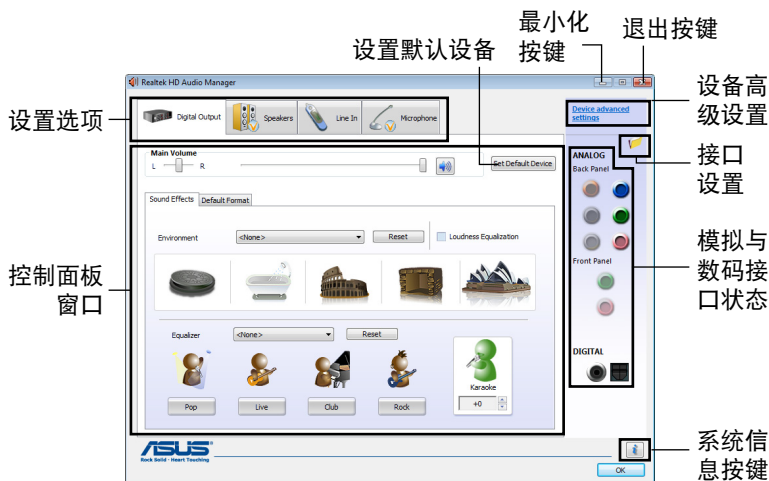 最小化
按键
退出按键
设置默认设备
设置选项
设备高
级设置
接口
设置
模拟与
数码接
口状态
控制面板
窗口
系统信
息按键
Realtek HD Audio Manager
Digital Output
Speakers
Line In
Microphone
Device advanced
settings
Main Volume
L
R
Set Default Device
Sound Effects
Default Format
Environment
<None>
Reset
Loudness Equalization
Equalizer
<None>
Reset
Pop
Live
Club
Rock
Karaoke
+0
ANALOG
Back Panel
Front Panel
DIGITAL
ASUS
Rock Solid · Heart Touching
i
OK